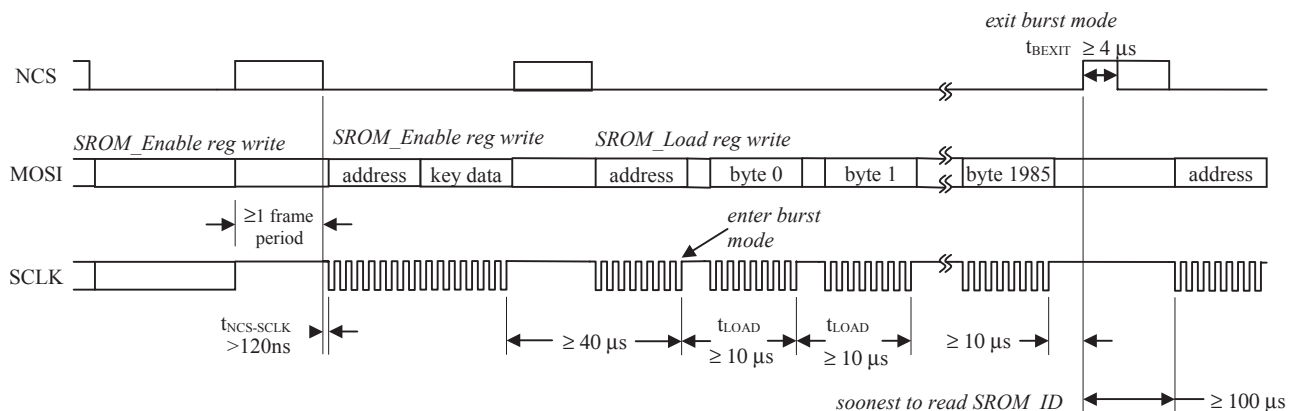 exit burst mode
tBEXIT ≥ 4 µs
NCS
SROM_Enable reg write
SROM_Enable reg write
SROM_Load reg write
MOSI
address
key data
address
byte 0
byte 1
byte 1985
address
≥1 frame
period
enter burst
mode
SCLK
tNCS-SCLK
>120ns
≥ 40 µs
tLOAD
≥ 10 µs
tLOAD
≥ 10 µs
≥ 10 µs
soonest to read SROM_ID
≥ 100 µs